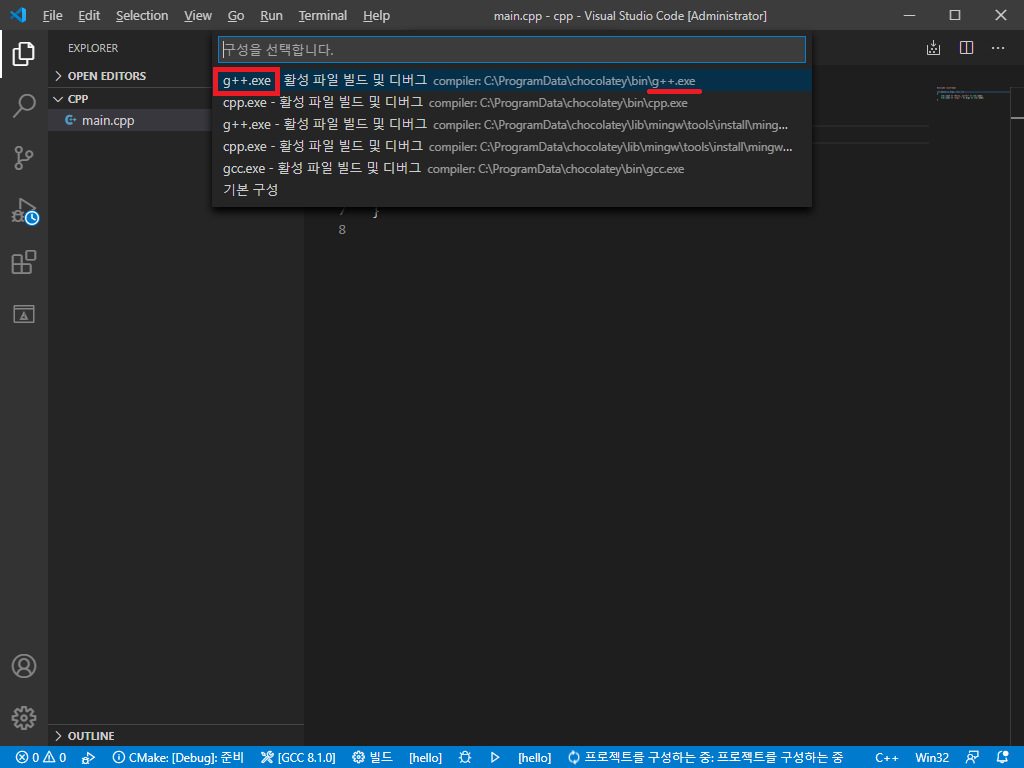 File Edit Selection View Go Run Terminal Help main.cpp - cpp - Visual Studio Code [Administrator]
EXPLORER
OPEN EDITORS
CPP
main.cpp
구성을 선택합니다.
g++.exe 활성 파일 빌드 및 디버그 compiler: C:\ProgramData\chocolatey\bin\g++.exe
cpp.exe - 활성 파일 빌드 및 디버그 compiler: C:\ProgramData\chocolatey\bin\cpp.exe
g++.exe - 활성 파일 빌드 및 디버그 compiler: C:\ProgramData\chocolatey\lib\mingw\tools\install\ming...
cpp.exe - 활성 파일 빌드 및 디버그 compiler: C:\ProgramData\chocolatey\lib\mingw\tools\install\mingw...
gcc.exe - 활성 파일 빌드 및 디버그 compiler: C:\ProgramData\chocolatey\bin\gcc.exe
기본 구성
7 }
8
OUTLINE
0 0 CMake: [Debug]: 준비 [GCC 8.1.0] 빌드 [hello] [hello] 프로젝트를 구성하는 중: 프로젝트를 구성하는 중 C++ Win32